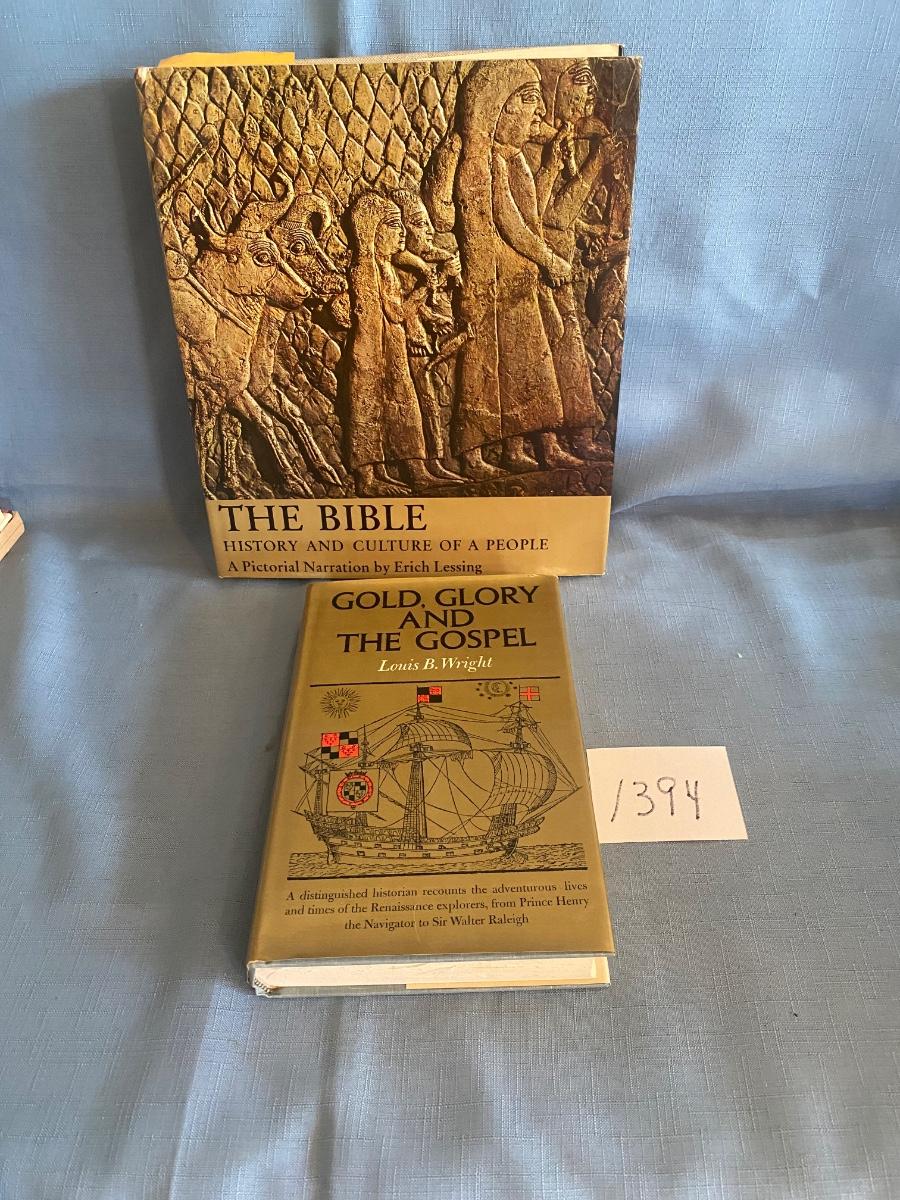 THE BIBLE
HISTORY AND CULTURE OF A PEOPLE
A Pictorial Narration by Erich Lessing
GOLD, GLORY
AND
THE GOSPEL
Louis B. Wright
A distinguished historian recounts the adventurous lives
and times of the Renaissance explorers, from Prince Henry
the Navigator to Sir Walter Raleigh
1394